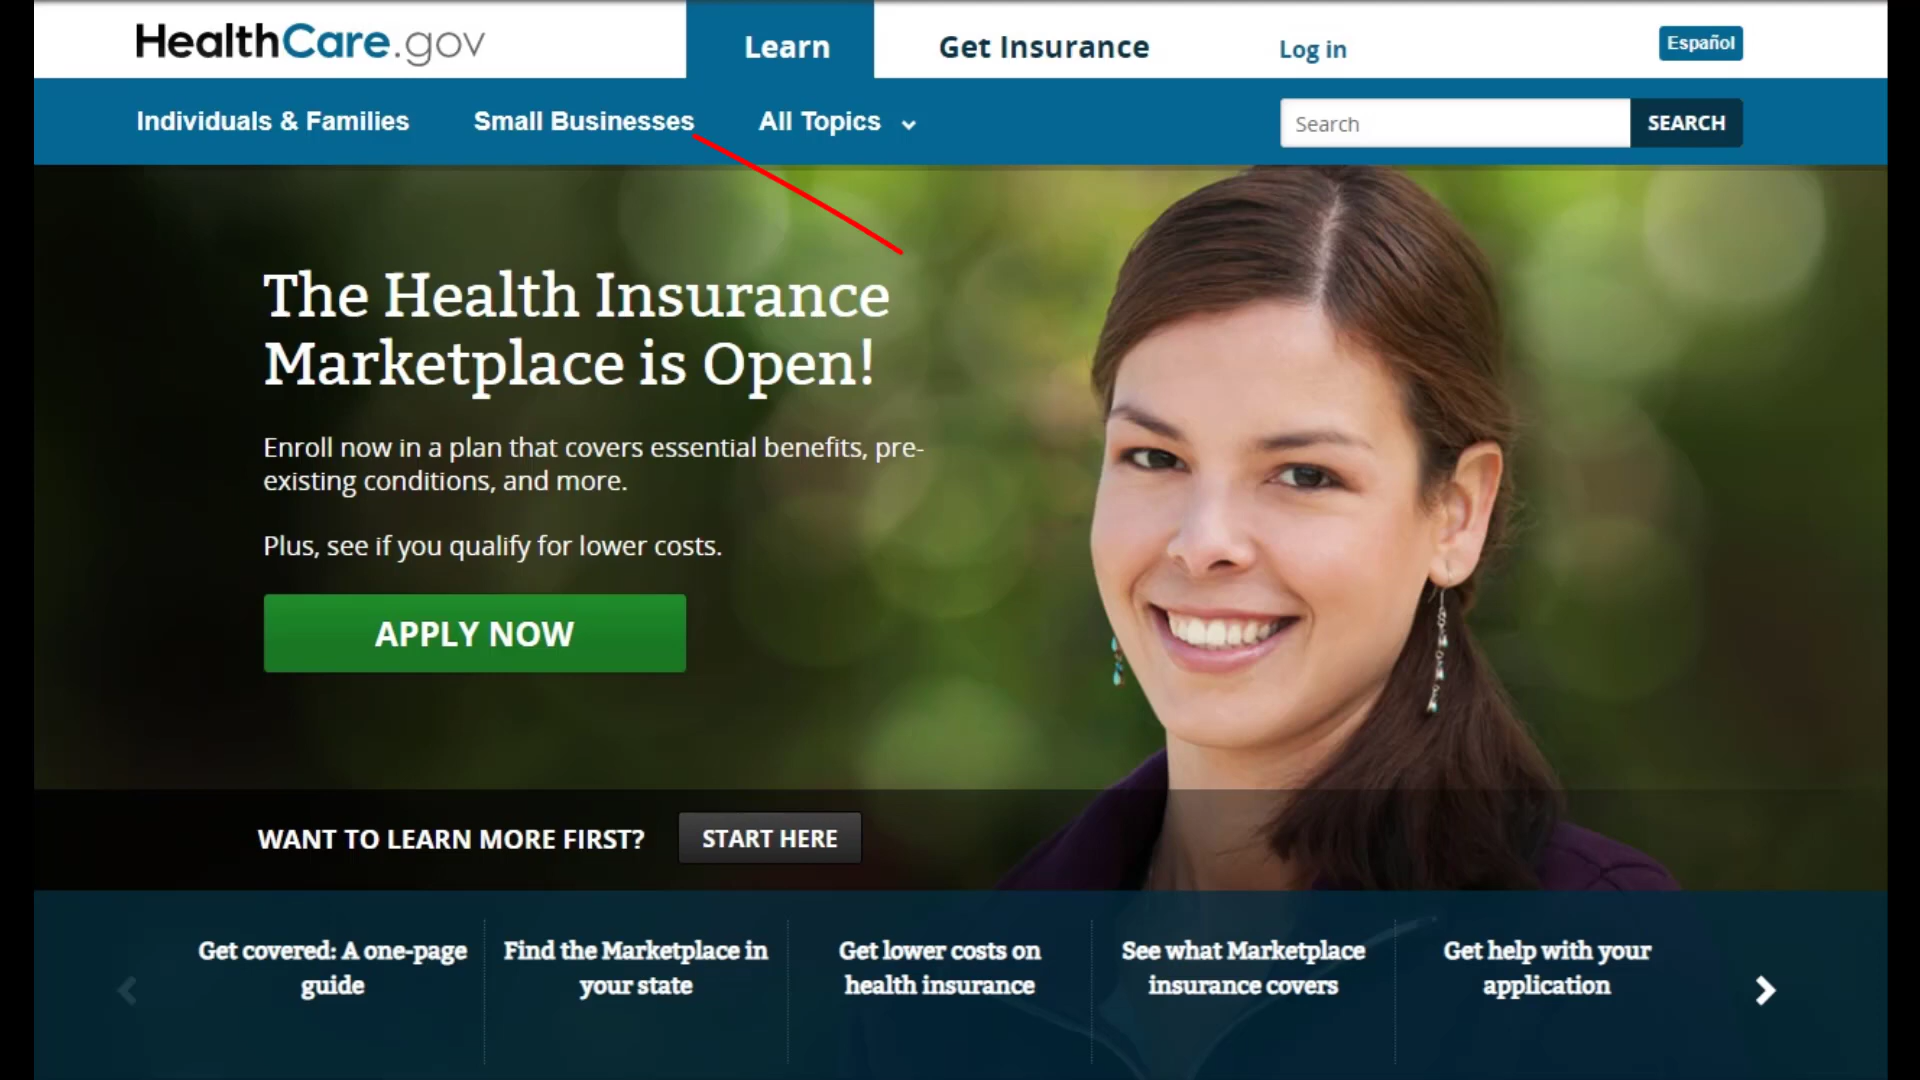 HealthCare.gov
Learn
Get Insurance
Log in
Español
Individuals & Families
Small Businesses
All Topics
Search
SEARCH
The Health Insurance
Marketplace is Open!
Enroll now in a plan that covers essential benefits, pre-
existing conditions, and more.
Plus, see if you qualify for lower costs.
APPLY NOW
WANT TO LEARN MORE FIRST?
START HERE
Get covered: A one-page
guide
Find the Marketplace in
your state
Get lower costs on
health insurance
See what Marketplace
insurance covers
Get help with your
application